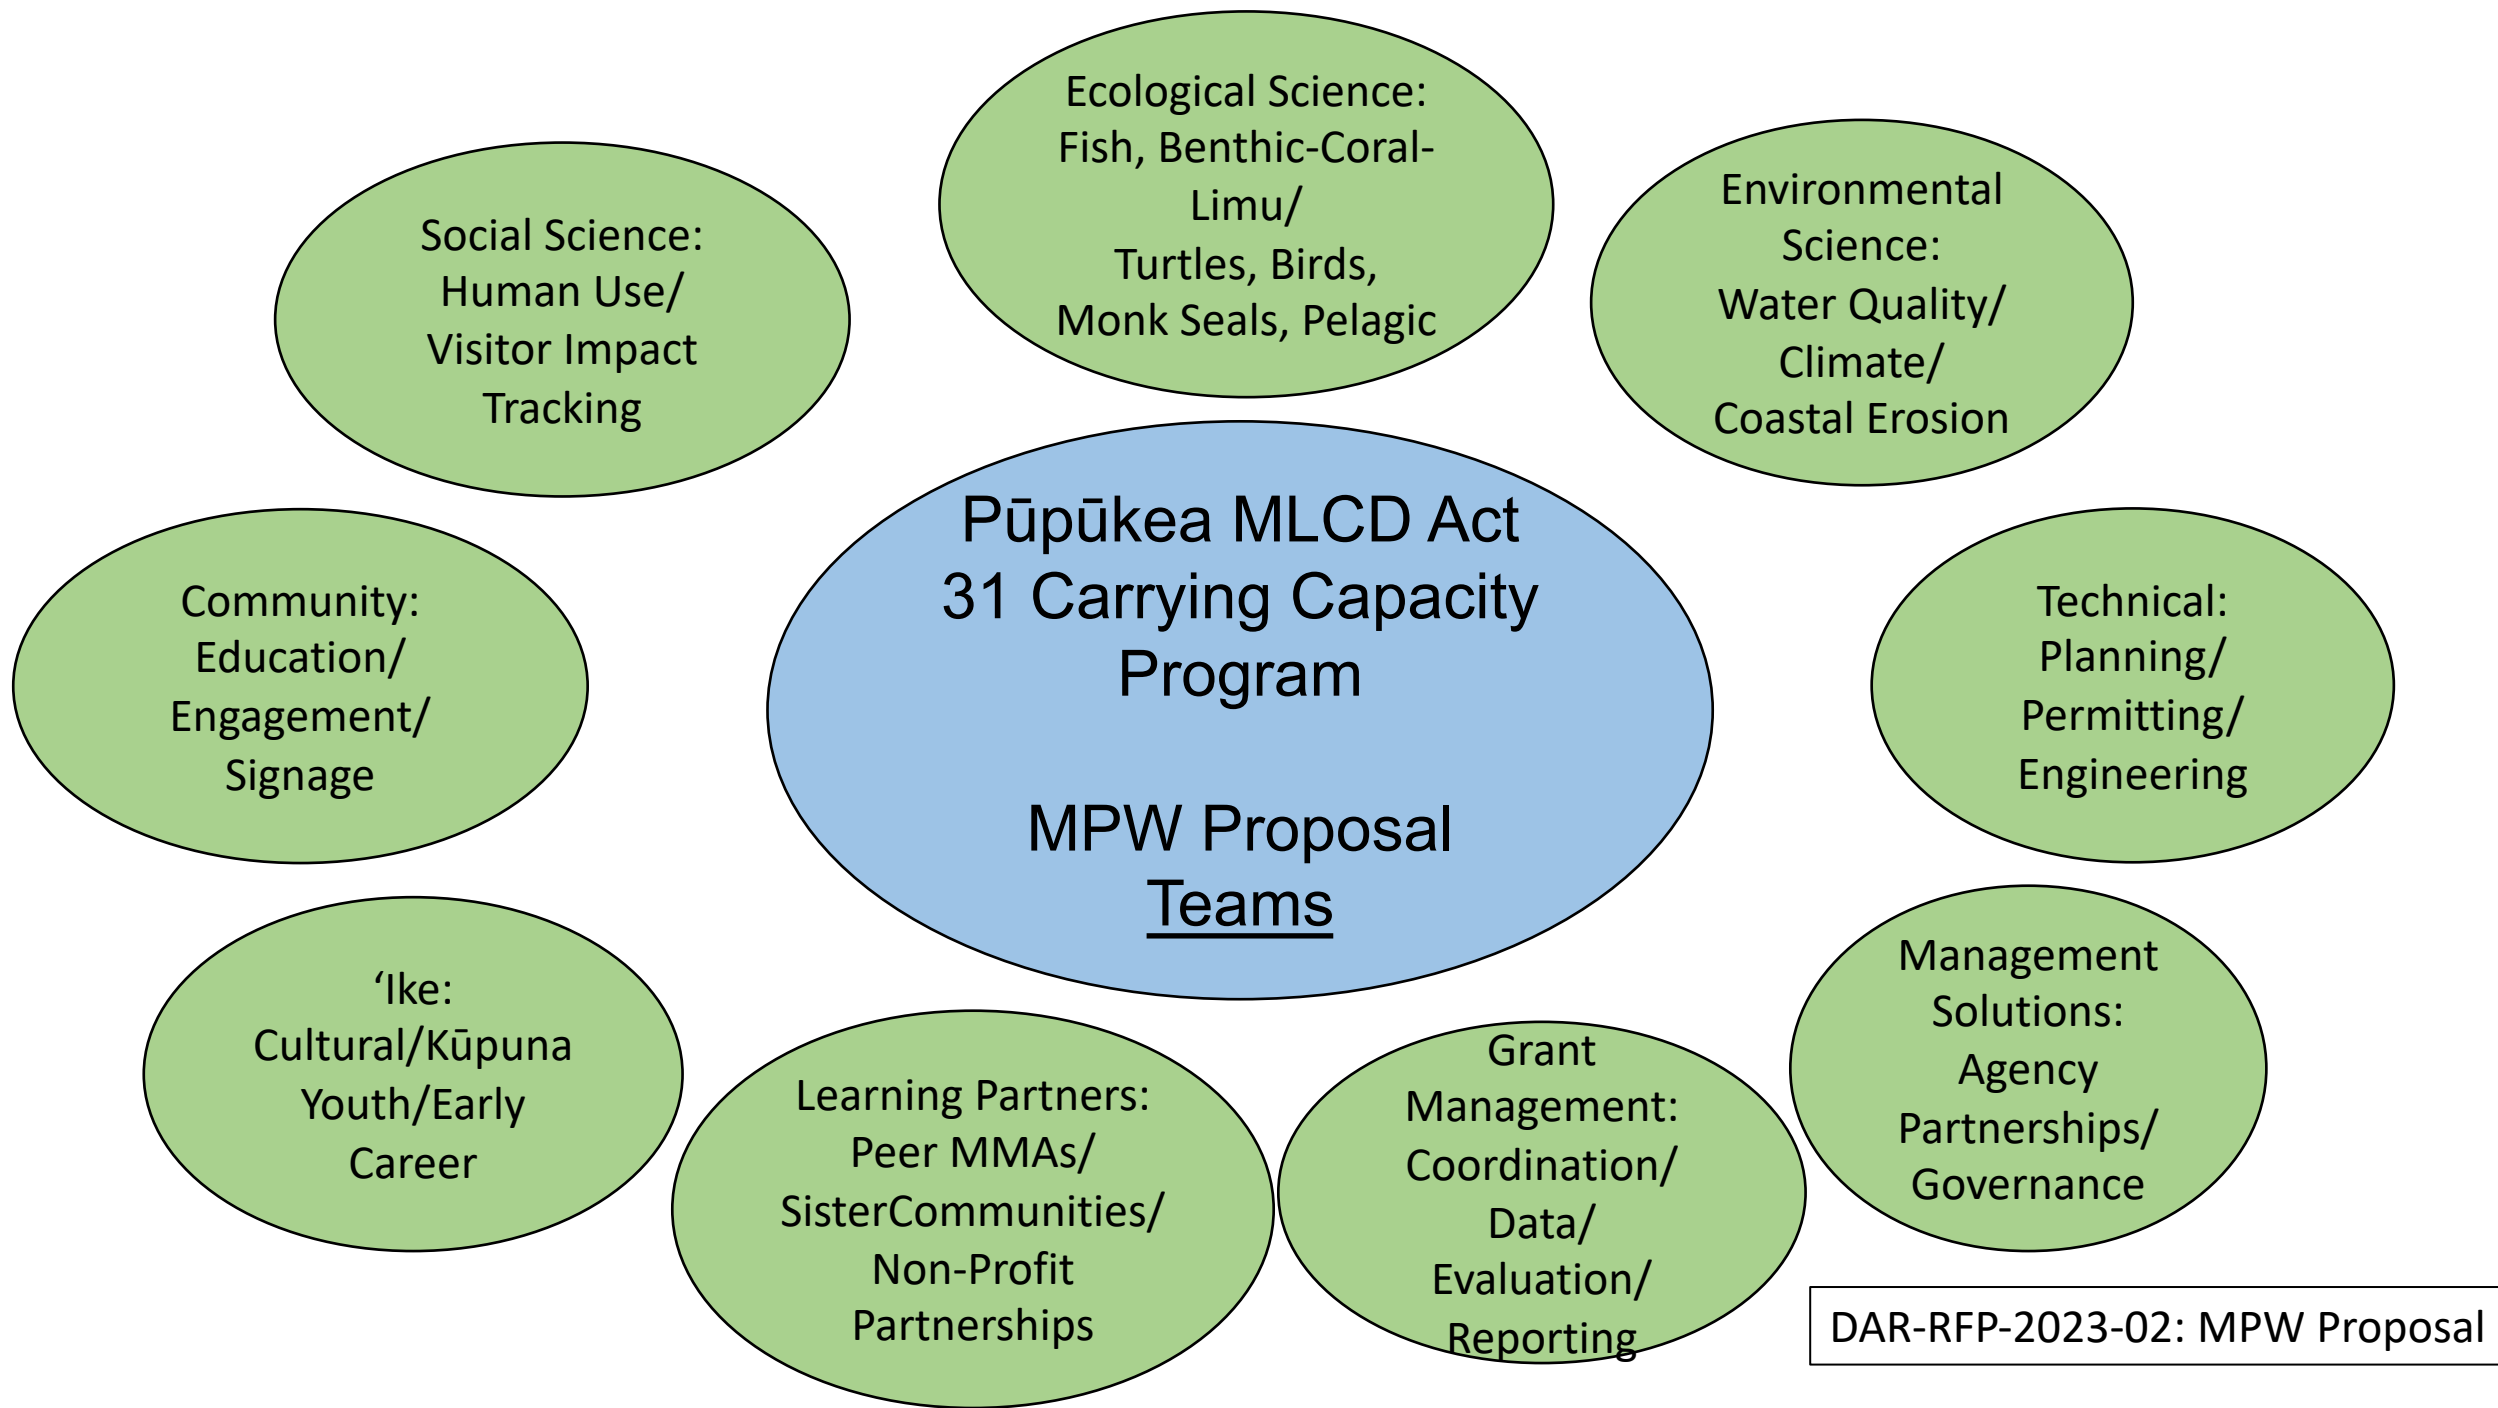 Ecological Science:
Fish, Benthic-Coral-
Limu/
Turtles, Birds,
Monk Seals, Pelagic
Environmental
Science:
Water Quality/
Climate/
Coastal Erosion
Social Science:
Human Use/
Visitor Impact
Tracking
Pūpūkea MLCD Act
31 Carrying Capacity
Program
MPW Proposal
Teams
Community:
Education/
Engagement/
Signage
Technical:
Planning/
Permitting/
Engineering
‘Ike:
Cultural/Kūpuna
Youth/Early
Career
Learning Partners:
Peer MMAs/
SisterCommunities/
Non-Profit
Partnerships
Grant
Management:
Coordination/
Data/
Evaluation/
Reporting
Management
Solutions:
Agency
Partnerships/
Governance
DAR-RFP-2023-02: MPW Proposal